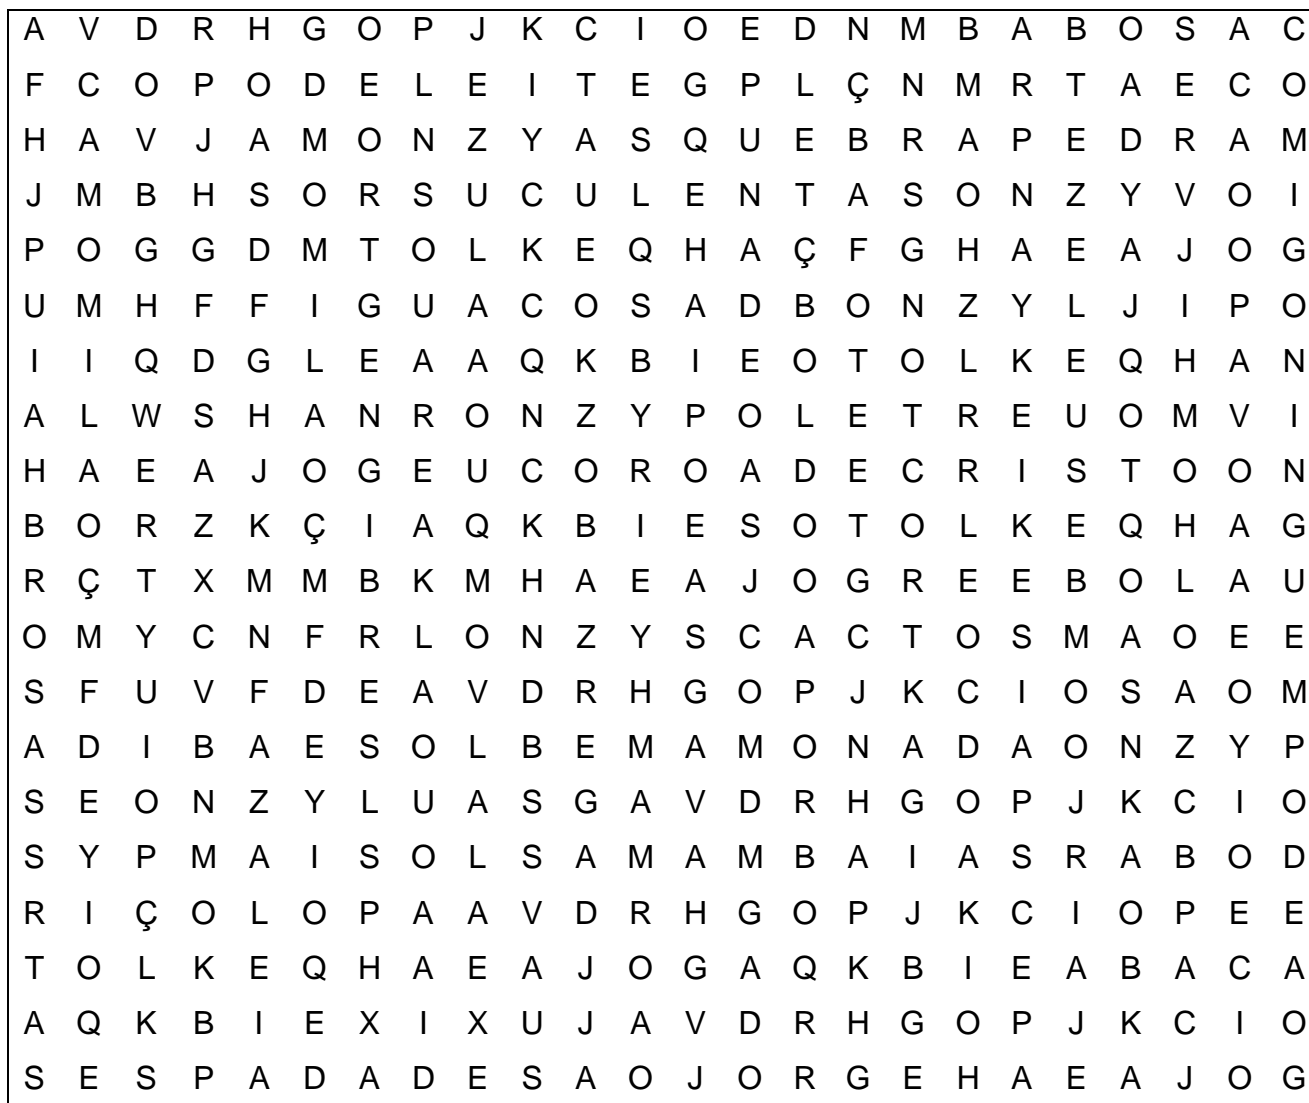 A V D R H G O P J K C I O E D N M B A B O S A C
F C O P O D E L E I T E G P L Ç N M R T A E C O
H A V J A M O N Z Y A S Q U E B R A P E D R A M
J M B H S O R S U C U L E N T A S O N Z Y V O I
P O G G D M T O L K E Q H A Ç F G H A E A J O G
U M H F F I G U A C O S A D B O N Z Y L J I P O
I I Q D G L E A A Q K B I E O T O L K E Q H A N
A L W S H A N R O N Z Y P O L E T R E U O M V I
H A E A J O G E U C O R O A D E C R I S T O O N
B O R Z K Ç I A Q K B I E S O T O L K E Q H A G
R Ç T X M M B K M H A E A J O G R E E B O L A U
O M Y C N F R L O N Z Y S C A C T O S M A O E E
S F U V F D E A V D R H G O P J K C I O S A O M
A D I B A E S O L B E M A M O N A D A O N Z Y P
S E O N Z Y L U A S G A V D R H G O P J K C I O
S Y P M A I S O L S A M A M B A I A S R A B O D
R I Ç O L O P A A V D R H G O P J K C I O P E E
T O L K E Q H A E A J O G A Q K B I E A B A C A
A Q K B I E X I X U J A V D R H G O P J K C I O
S E S P A D A D E S A O J O R G E H A E A J O G